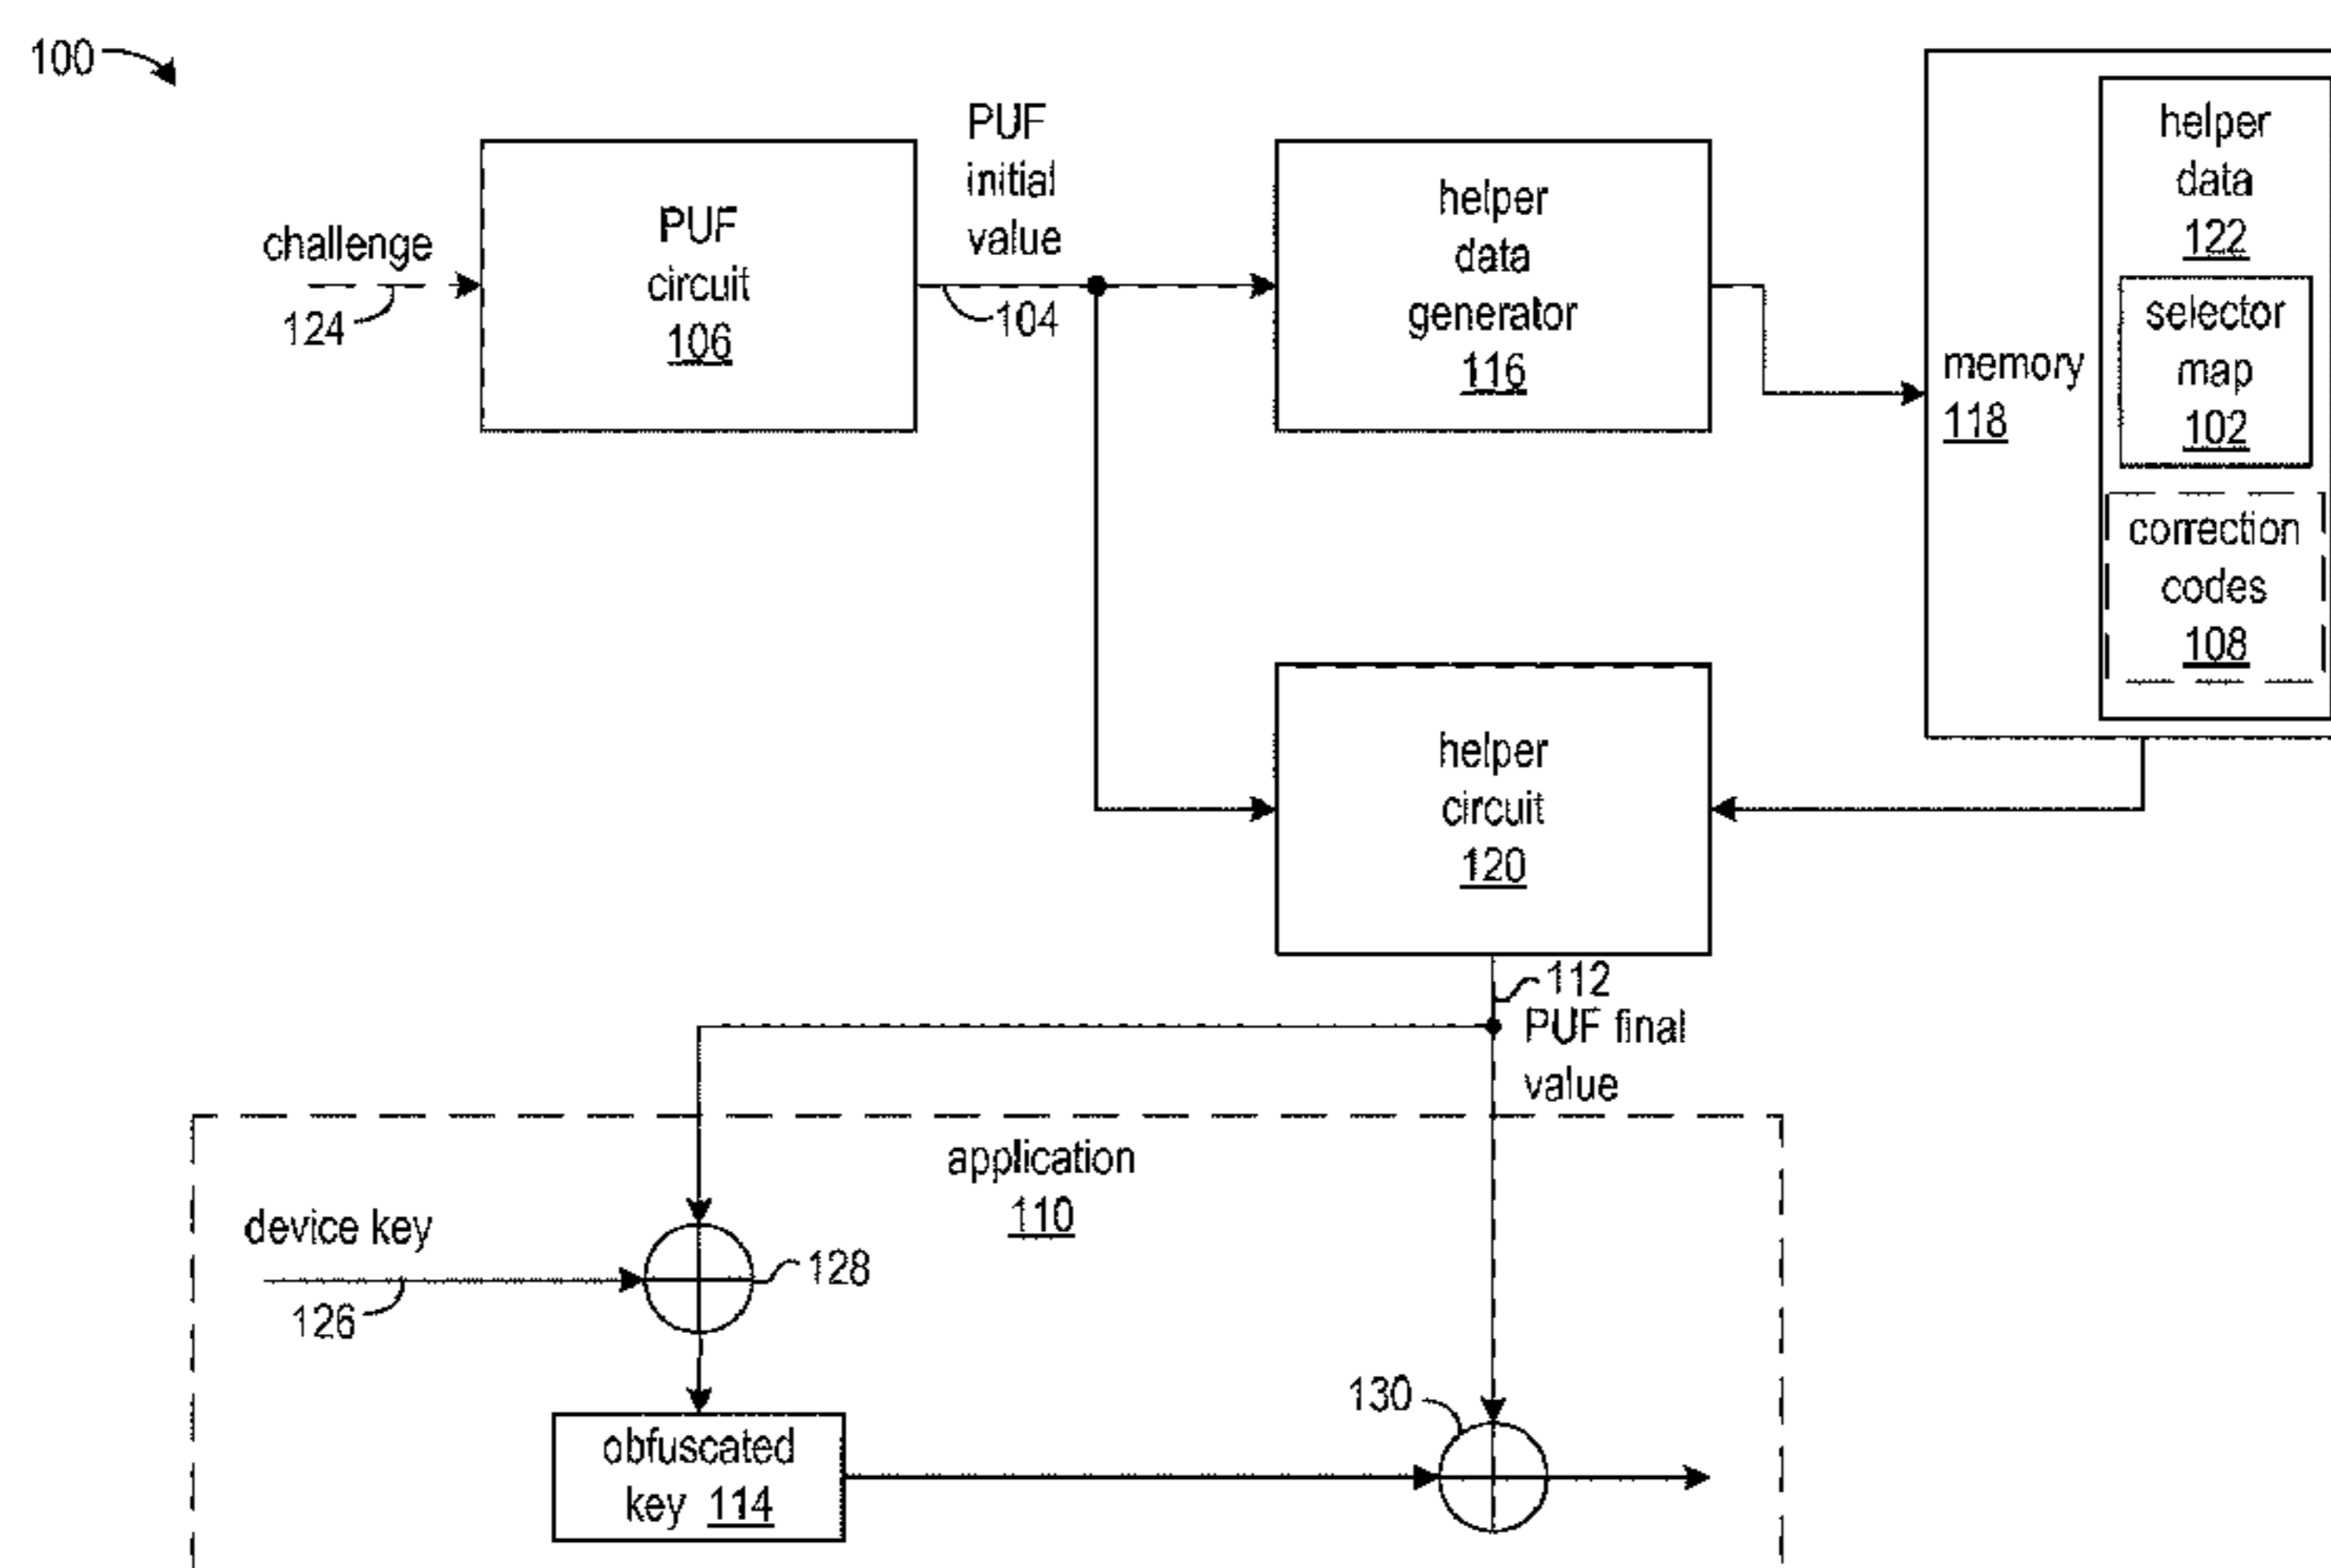 100
challenge
124
PUF
circuit
106
PUF
initial
value
104
helper
data
generator
116
memory
118
helper
data
122
selector
map
102
correction
codes
108
helper
circuit
120
112
PUF final
value
application
110
device key
126
128
obfuscated
key 114
130